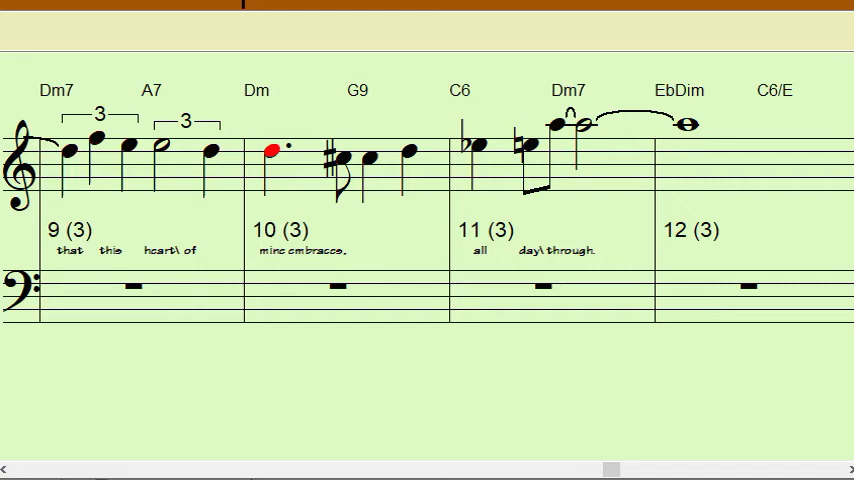 Dm7 A7 Dm G9 C6 Dm7 EbDim C6/E
3 3
9 (3) 10 (3) 11 (3) 12 (3)
that this heart\ of mine embraces, all day\ through.